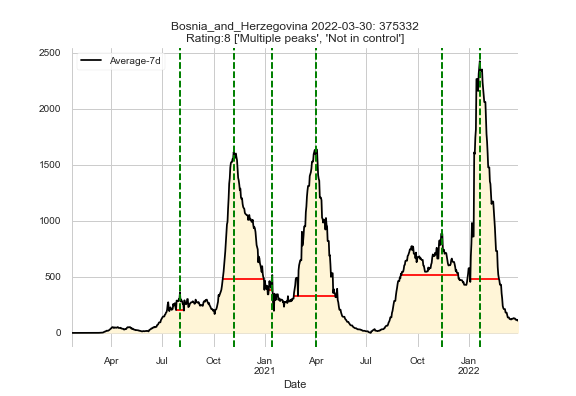 Bosnia_and_Herzegovina 2022-03-30: 375332
Rating:8 ['Multiple peaks', 'Not in control']
Average-7d
2500
2000
1500
1000
500
0
Apr Jul Oct Jan Apr Jul Oct Jan
2021 2022
Date